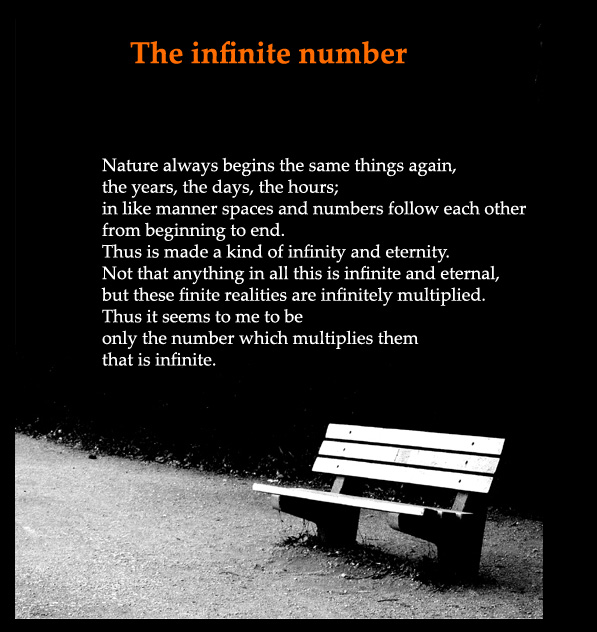 The infinite number
Nature always begins the same things again,
the years, the days, the hours;
in like manner spaces and numbers follow each other
from beginning to end.
Thus is made a kind of infinity and eternity.
Not that anything in all this is infinite and eternal,
but these finite realities are infinitely multiplied.
Thus it seems to me to be
only the number which multiplies them
that is infinite.